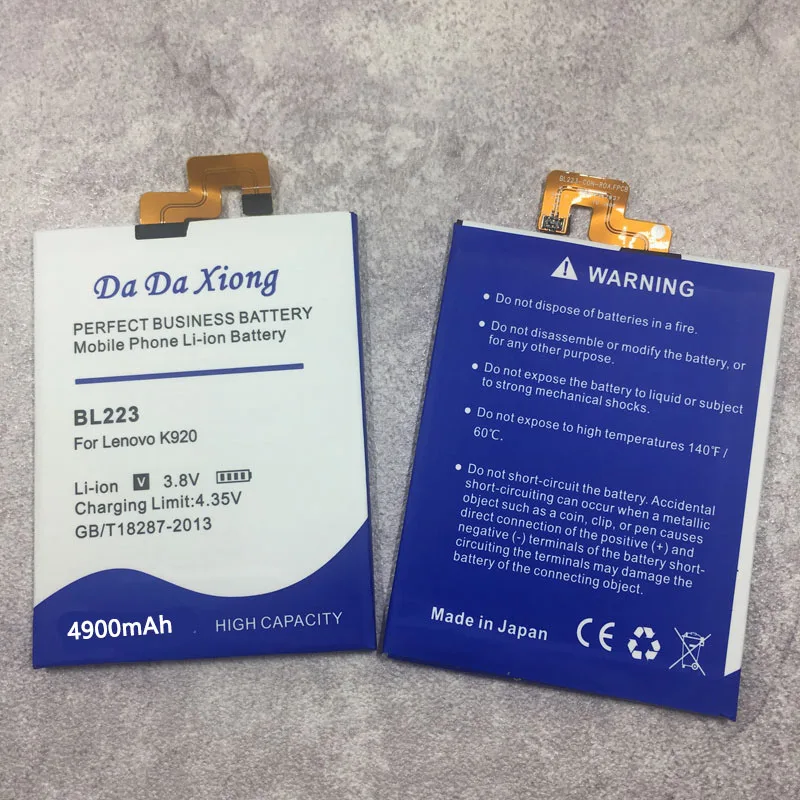 Da Da Xiong
PERFECT BUSINESS BATTERY
Mobile Phone Li-ion Battery
BL223
For Lenovo K920
Li-ion V 3.8V
Charging Limit:4.35V
GB/T18287-2013
4900mAh
HIGH CAPACITY
WARNING
• Do not dispose of batteries in a fire.
• Do not disassemble or modify the battery, or
for any other purpose.
• Do not expose the battery to liquid or subject
to strong mechanical shocks.
• Do not expose to high temperatures 140°F /
60℃.
• Do not short-circuit the battery. Accidental
short-circuiting can occur when a metallic
object such as a coin, clip, or pen causes
direct connection of the positive (+) and
negative (-) terminals of the battery short-
circuiting the terminals may damage the
battery of the connecting object.
Made in Japan
CE